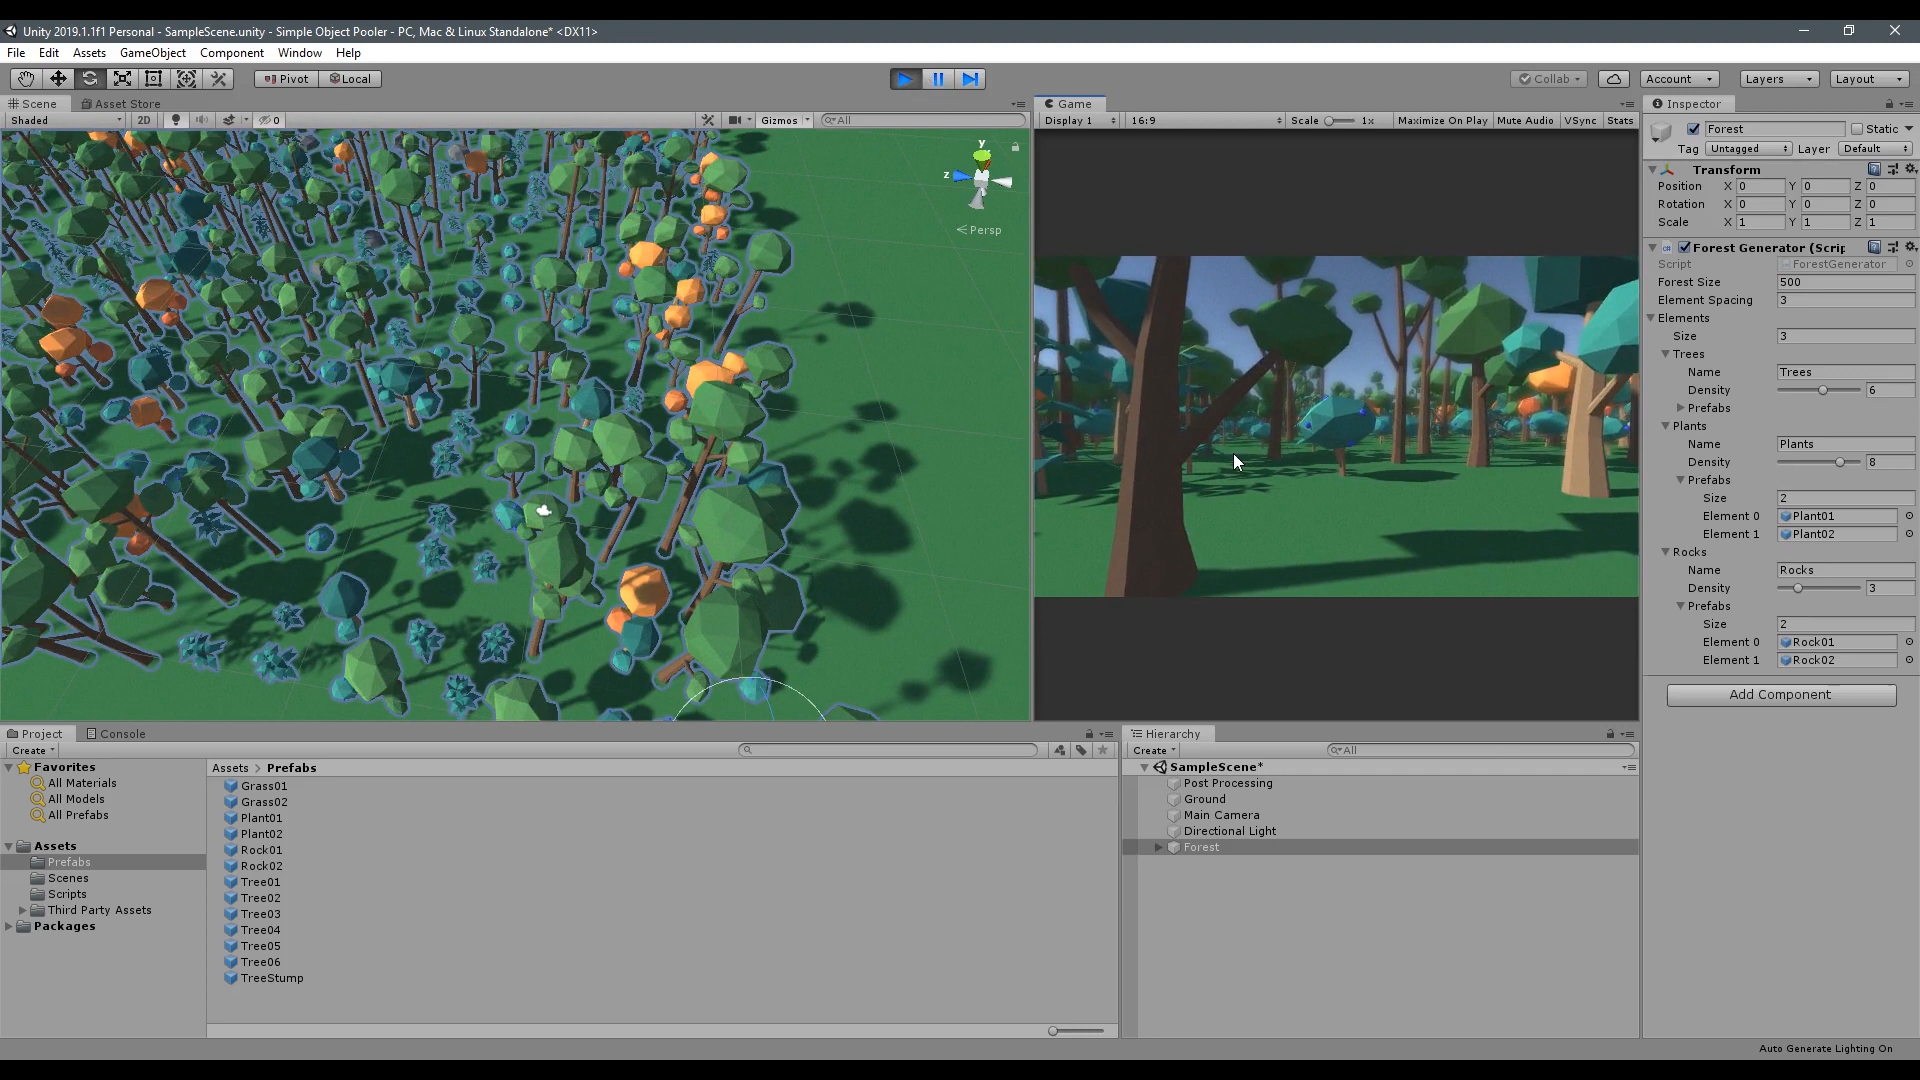 Unity 2019.1.1f1 Personal - SampleScene.unity - Simple Object Pooler - PC, Mac & Linux Standalone* <DX11>
File Edit Assets GameObject Component Window Help
Pivot Local Collab Account Layers Layout
Scene Asset Store
Shaded 2D 0 Gizmos All
y
z
Persp
Game
Display 1 16:9 Scale 1x Maximize On Play Mute Audio VSync Stats
Inspector
Forest Static
Tag Untagged Layer Default
Transform
Position X 0 Y 0 Z 0
Rotation X 0 Y 0 Z 0
Scale X 1 Y 1 Z 1
Forest Generator (Scrip
Script ForestGenerator
Forest Size 500
Element Spacing 3
Elements
Size 3
Trees
Name Trees
Density 6
Prefabs
Plants
Name Plants
Density 8
Prefabs
Size 2
Element 0 Plant01
Element 1 Plant02
Rocks
Name Rocks
Density 3
Prefabs
Size 2
Element 0 Rock01
Element 1 Rock02
Add Component
Project Console
Create
Favorites
All Materials
All Models
All Prefabs
Assets
Prefabs
Scenes
Scripts
Third Party Assets
Packages
Assets > Prefabs
Grass01
Grass02
Plant01
Plant02
Rock01
Rock02
Tree01
Tree02
Tree03
Tree04
Tree05
Tree06
TreeStump
Hierarchy
Create All
SampleScene*
Post Processing
Ground
Main Camera
Directional Light
Forest
Auto Generate Lighting On